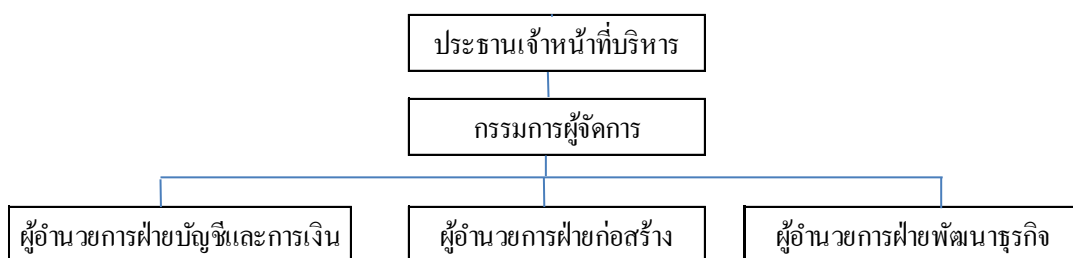 ประธานเจ้าหน้าที่บริหาร
กรรมการผู้จัดการ
ผู้อำนวยการฝ่ายบัญชีและการเงิน
ผู้อำนวยการฝ่ายก่อสร้าง
ผู้อำนวยการฝ่ายพัฒนาธุรกิจ